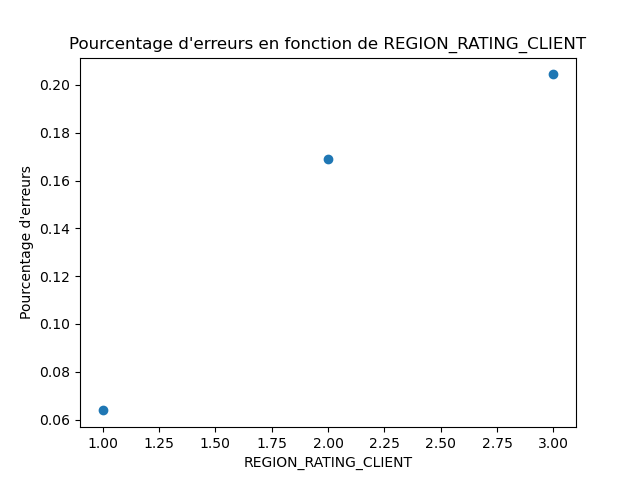 Pourcentage d'erreurs en fonction de REGION_RATING_CLIENT
Pourcentage d'erreurs
0.20
0.18
0.16
0.14
0.12
0.10
0.08
0.06
1.00 1.25 1.50 1.75 2.00 2.25 2.50 2.75 3.00
REGION_RATING_CLIENT